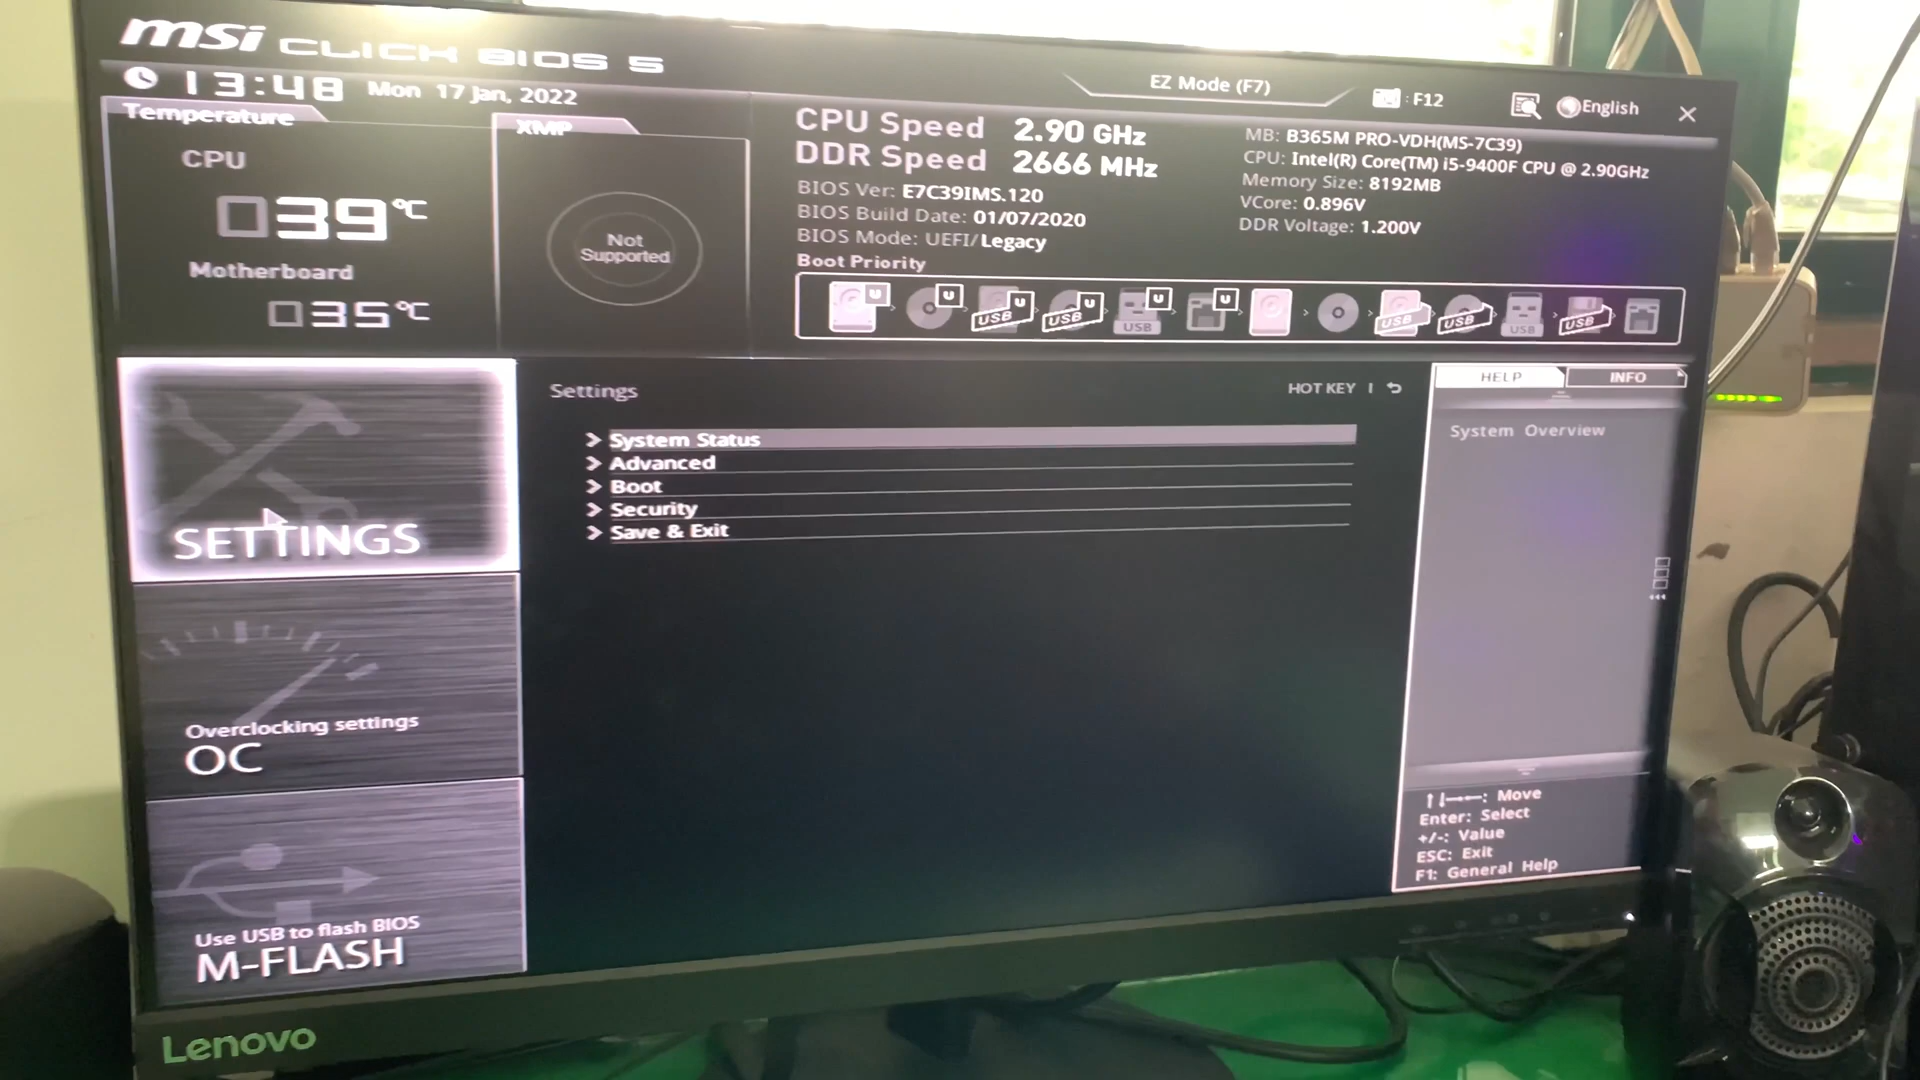 msi CLICK BIOS 5
13:48 Mon 17 Jan, 2022
EZ Mode (F7)
: F12
English
Temperature
CPU
039℃
Motherboard
035℃
XMP
Not
Supported
CPU Speed 2.90 GHz
DDR Speed 2666 MHz
BIOS Ver: E7C39IMS.120
BIOS Build Date: 01/07/2020
BIOS Mode: UEFI/Legacy
Boot Priority
MB: B365M PRO-VDH(MS-7C39)
CPU: Intel(R) Core(TM) i5-9400F CPU @ 2.90GHz
Memory Size: 8192MB
VCore: 0.896V
DDR Voltage: 1.200V
U U USB U USB U USB U U USB USB USB USB
SETTINGS
Overclocking settings
OC
Use USB to flash BIOS
M-FLASH
Settings
HOT KEY |
> System Status
> Advanced
> Boot
> Security
> Save & Exit
HELP
INFO
System Overview
↑↓→←: Move
Enter: Select
+/-: Value
ESC: Exit
F1: General Help
Lenovo